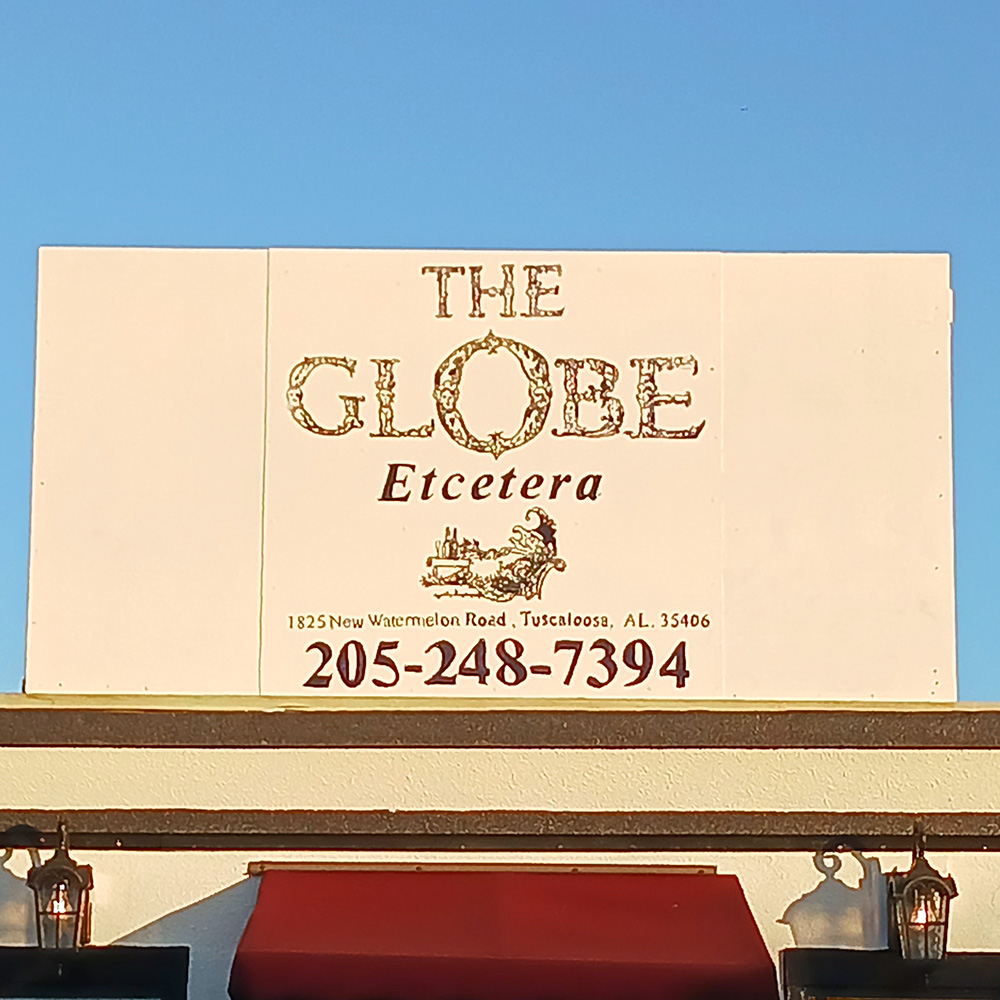 THE
GLOBE
Etcetera
1825 New Watermelon Road, Tuscaloosa, AL. 35406
205-248-7394